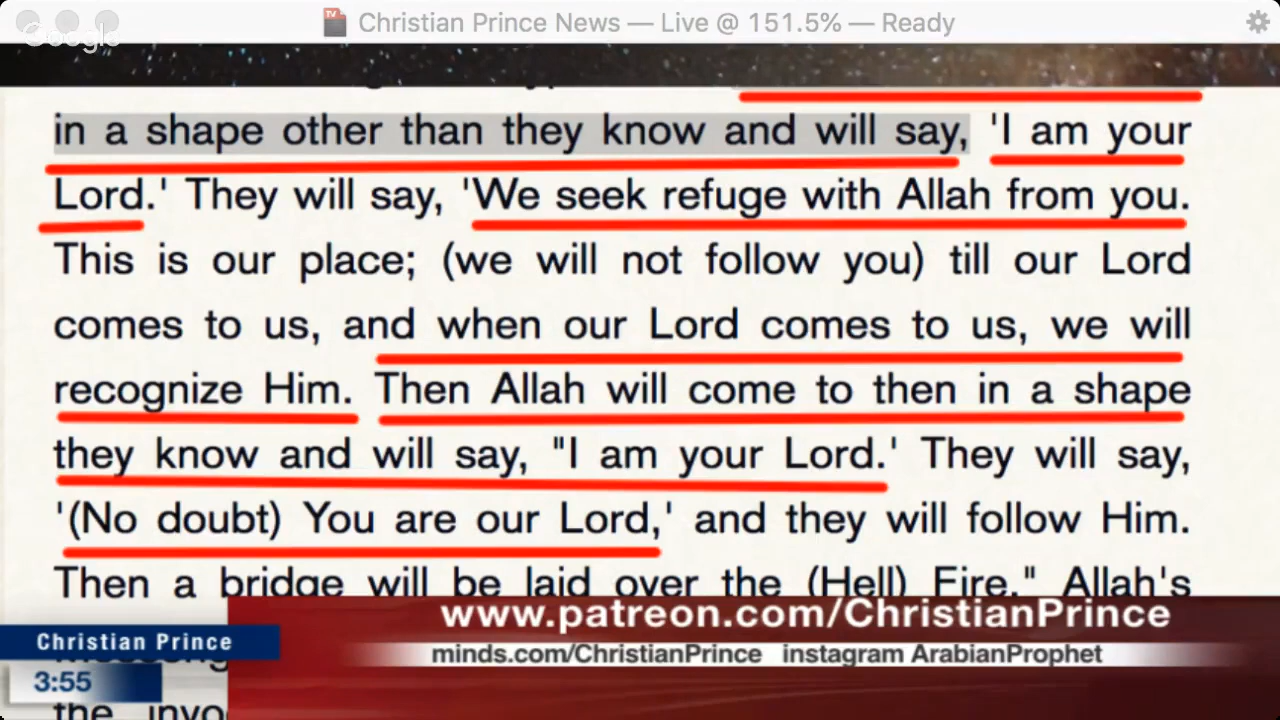 Christian Prince News — Live @ 151.5% — Ready
Google
in a shape other than they know and will say, 'I am your
Lord.' They will say, 'We seek refuge with Allah from you.
This is our place; (we will not follow you) till our Lord
comes to us, and when our Lord comes to us, we will
recognize Him. Then Allah will come to then in a shape
they know and will say, "I am your Lord.' They will say,
'(No doubt) You are our Lord,' and they will follow Him.
Then a bridge will be laid over the (Hell) Fire." Allah's
www.patreon.com/ChristianPrince
Christian Prince
minds.com/ChristianPrince instagram ArabianProphet
3:55
the